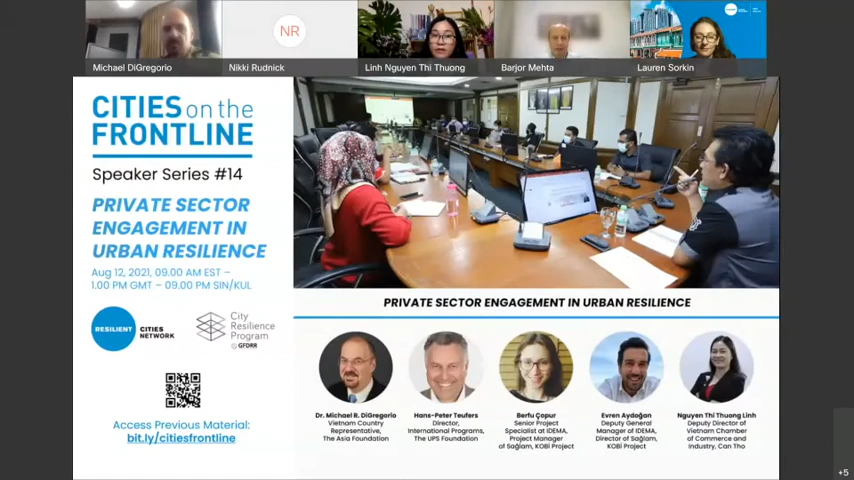 NR
Michael DiGregorio
Nikki Rudnick
Linh Nguyen Thi Thuong
Barjor Mehta
Lauren Sorkin
CITIES on the
FRONTLINE
Speaker Series #14
PRIVATE SECTOR
ENGAGEMENT IN
URBAN RESILIENCE
Aug 12, 2021, 09.00 AM EST –
1.00 PM GMT – 09.00 PM SIN/KUL
RESILIENT CITIES
NETWORK
City
Resilience
Program
GFDRR
Access Previous Material:
bit.ly/citiesfrontline
PRIVATE SECTOR ENGAGEMENT IN URBAN RESILIENCE
Dr. Michael R. DiGregorio
Vietnam Country
Representative,
The Asia Foundation
Hans-Peter Teufers
Director,
International Programs,
The UPS Foundation
Berfu Çopur
Senior Project
Specialist at IDEMA,
Project Manager
of Sağlam, KOBİ Project
Evren Aydoğan
Deputy General
Manager of IDEMA,
Director of Sağlam,
KOBİ Project
Nguyen Thi Thuong Linh
Deputy Director of
Vietnam Chamber
of Commerce and
Industry, Can Tho
+5